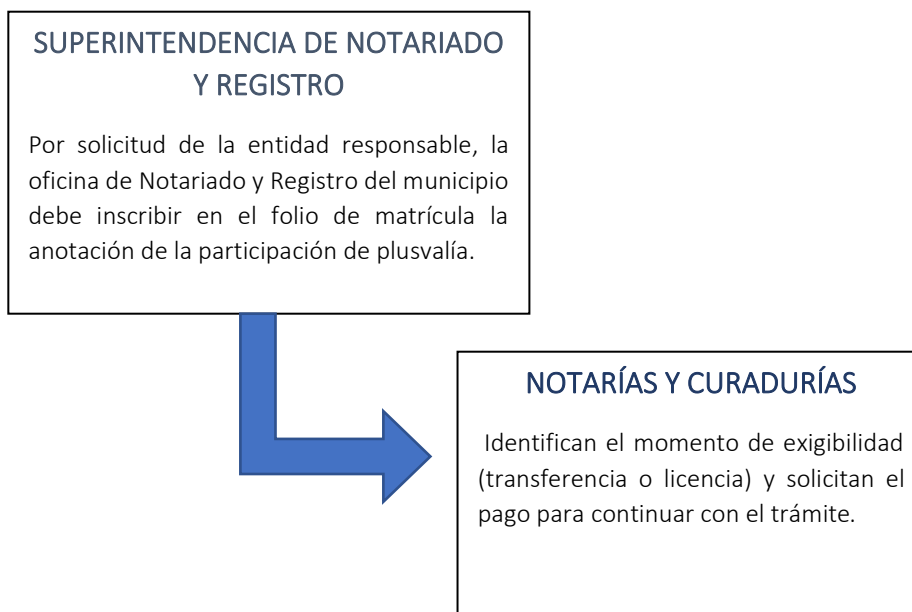 SUPERINTENDENCIA DE NOTARIADO
Y REGISTRO
Por solicitud de la entidad responsable, la
oficina de Notariado y Registro del municipio
debe inscribir en el folio de matrícula la
anotación de la participación de plusvalía.
NOTARÍAS Y CURADURÍAS
Identifican el momento de exigibilidad
(transferencia o licencia) y solicitan el
pago para continuar con el trámite.